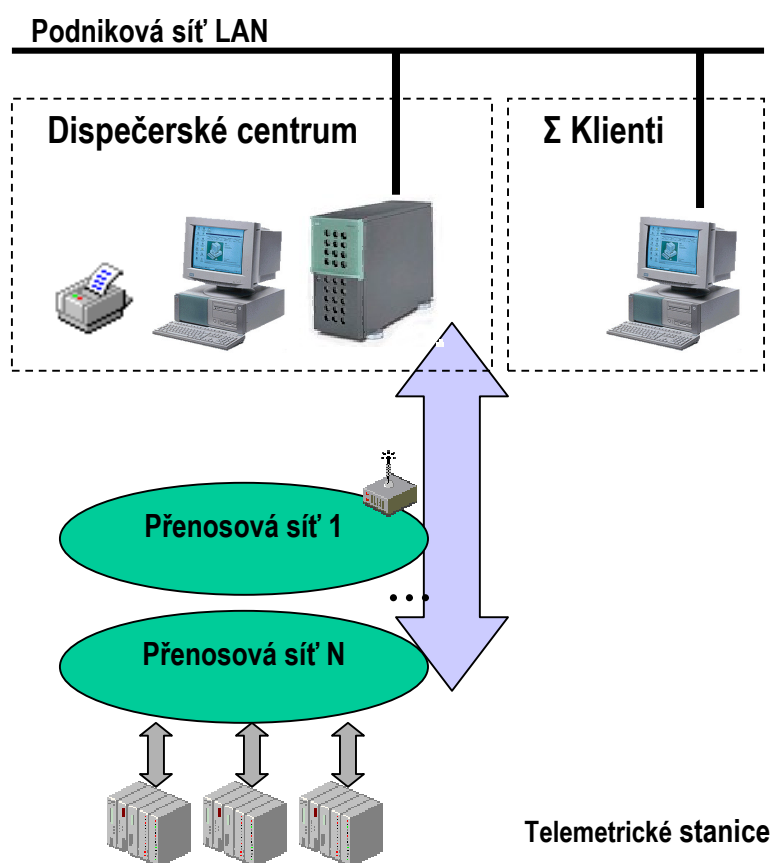 Podniková síť LAN
Dispečerské centrum
Σ Klienti
Přenosová síť 1
...
Přenosová síť N
Telemetrické stanice